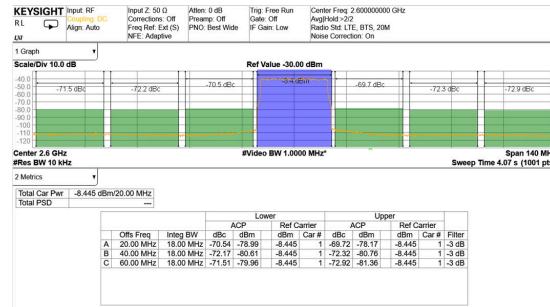 KEYSIGHT Input: RF Input Z: 50 Ω Atten: 0 dB Trig: Free Run Center Freq: 2.600000000 GHz
RL Coupling: DC Corrections: Off Preamp: Off Gate: Off Avg|Hold:>2/2
Align: Auto Freq Ref: Ext (S) PNO: Best Wide IF Gain: Low Radio Std: LTE, BTS, 20M
LXI NFE: Adaptive Noise Correction: On
1 Graph
Scale/Div 10.0 dB Ref Value -30.00 dBm
-40.0
-50.0
-60.0
-70.0
-80.0
-90.0
-100
-110
-120
-71.5 dBc -72.2 dBc -70.5 dBc -8.4 dBm -69.7 dBc -72.3 dBc -72.9 dBc
Center 2.6 GHz #Video BW 1.0000 MHz* Span 140 MH
#Res BW 10 kHz Sweep Time 4.07 s (1001 pts
2 Metrics
Total Car Pwr -8.445 dBm/20.00 MHz
Total PSD ---
Lower Upper
ACP Ref Carrier ACP Ref Carrier
Offs Freq Integ BW dBc dBm dBm Car # dBc dBm dBm Car # Filter
A 20.00 MHz 18.00 MHz -70.54 -78.99 -8.445 1 -69.72 -78.17 -8.445 1 -3 dB
B 40.00 MHz 18.00 MHz -72.17 -80.61 -8.445 1 -72.32 -80.76 -8.445 1 -3 dB
C 60.00 MHz 18.00 MHz -71.51 -79.96 -8.445 1 -72.92 -81.36 -8.445 1 -3 dB